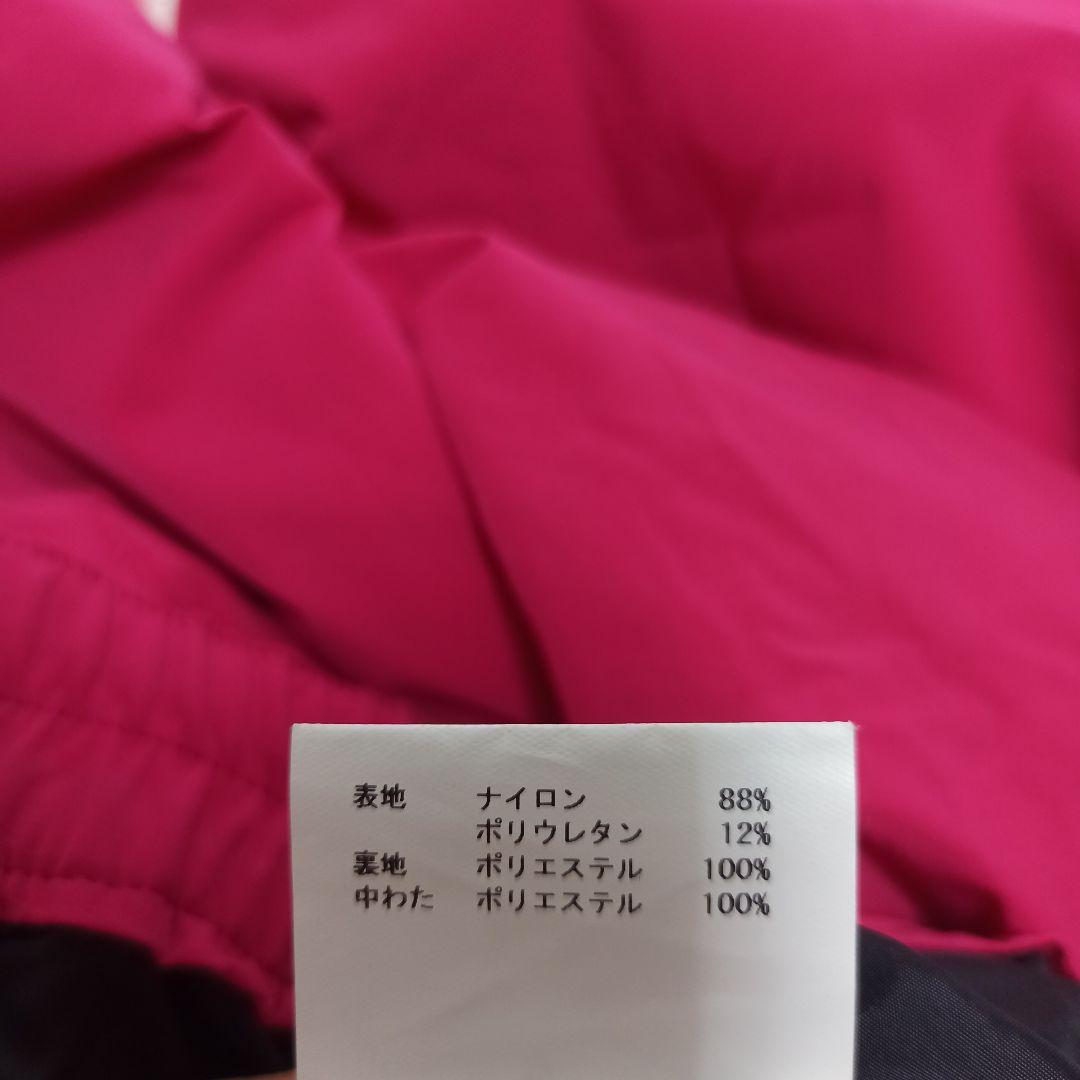 表地 ナイロン 88%
ポリウレタン 12%
裏地 ポリエステル 100%
中わた ポリエステル 100%